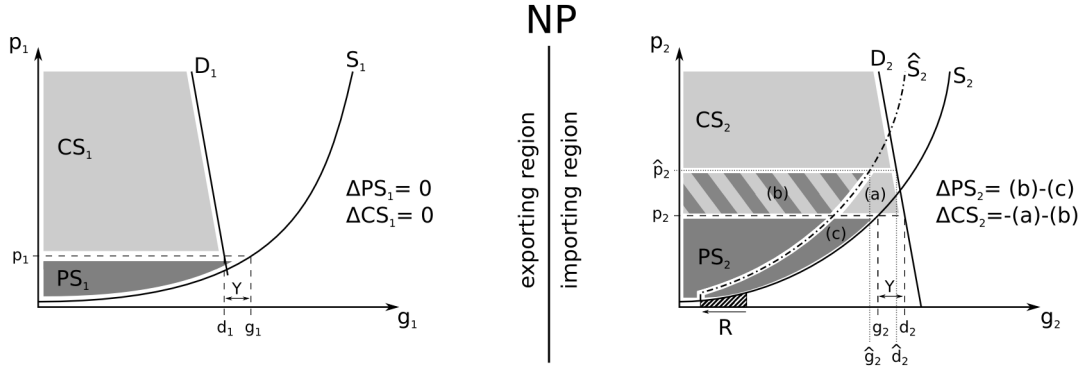 NP
p₁
D₁
S₁
CS₁
ΔPS₁= 0
ΔCS₁=0
p₁
PS₁
Y
d₁
g₁
g₁
exporting region
importing region
p₂
D₂
Ŝ₂
S₂
CS₂
p̂₂
(b)
(a)
ΔPS₂= (b)-(c)
ΔCS₂=-(a)-(b)
p₂
(c)
PS₂
Y
R
g₂
d₂
g₂
ĝ₂
d̂₂